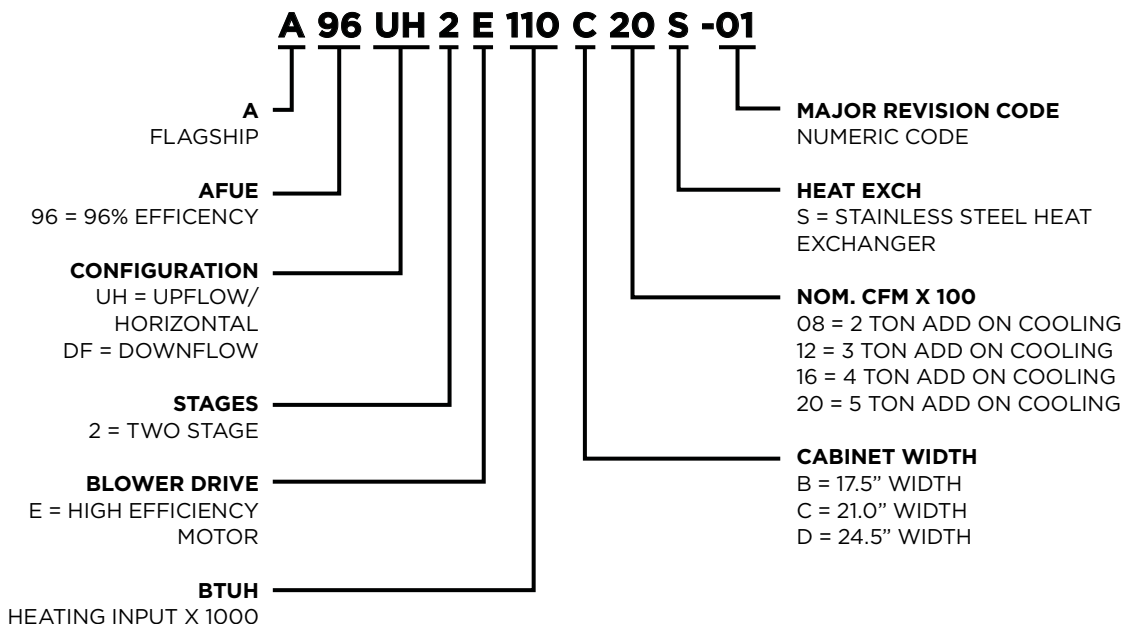 A 96 UH 2 E 110 C 20 S -01
A
FLAGSHIP
AFUE
96 = 96% EFFICENCY
CONFIGURATION
UH = UPFLOW/
HORIZONTAL
DF = DOWNFLOW
STAGES
2 = TWO STAGE
BLOWER DRIVE
E = HIGH EFFICIENCY
MOTOR
BTUH
HEATING INPUT X 1000
MAJOR REVISION CODE
NUMERIC CODE
HEAT EXCH
S = STAINLESS STEEL HEAT
EXCHANGER
NOM. CFM X 100
08 = 2 TON ADD ON COOLING
12 = 3 TON ADD ON COOLING
16 = 4 TON ADD ON COOLING
20 = 5 TON ADD ON COOLING
CABINET WIDTH
B = 17.5” WIDTH
C = 21.0” WIDTH
D = 24.5” WIDTH